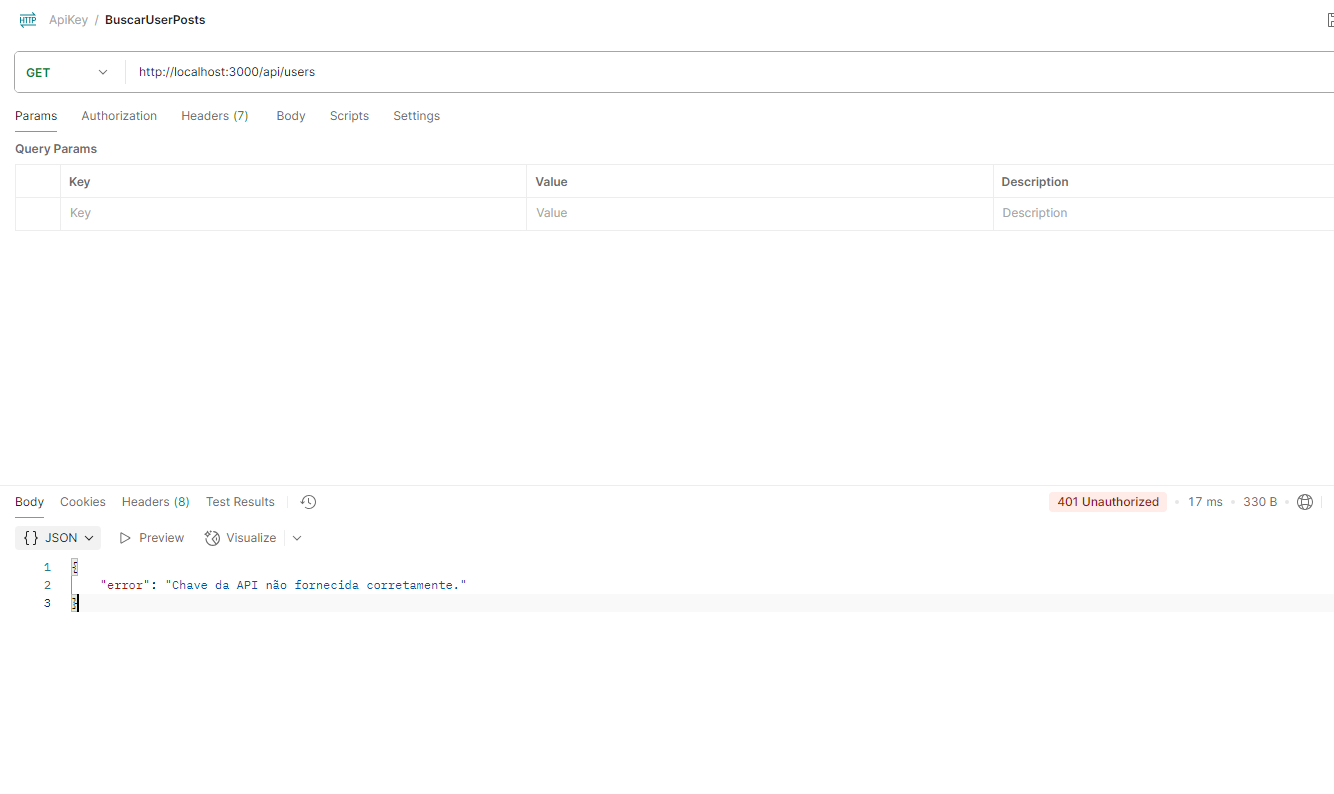 HTTP ApiKey / BuscarUserPosts
GET http://localhost:3000/api/users
Params Authorization Headers (7) Body Scripts Settings
Query Params
Key Value Description
Key Value Description
Body Cookies Headers (8) Test Results 401 Unauthorized • 17 ms • 330 B •
{} JSON Preview Visualize
1 {
2 "error": "Chave da API não fornecida corretamente."
3 }